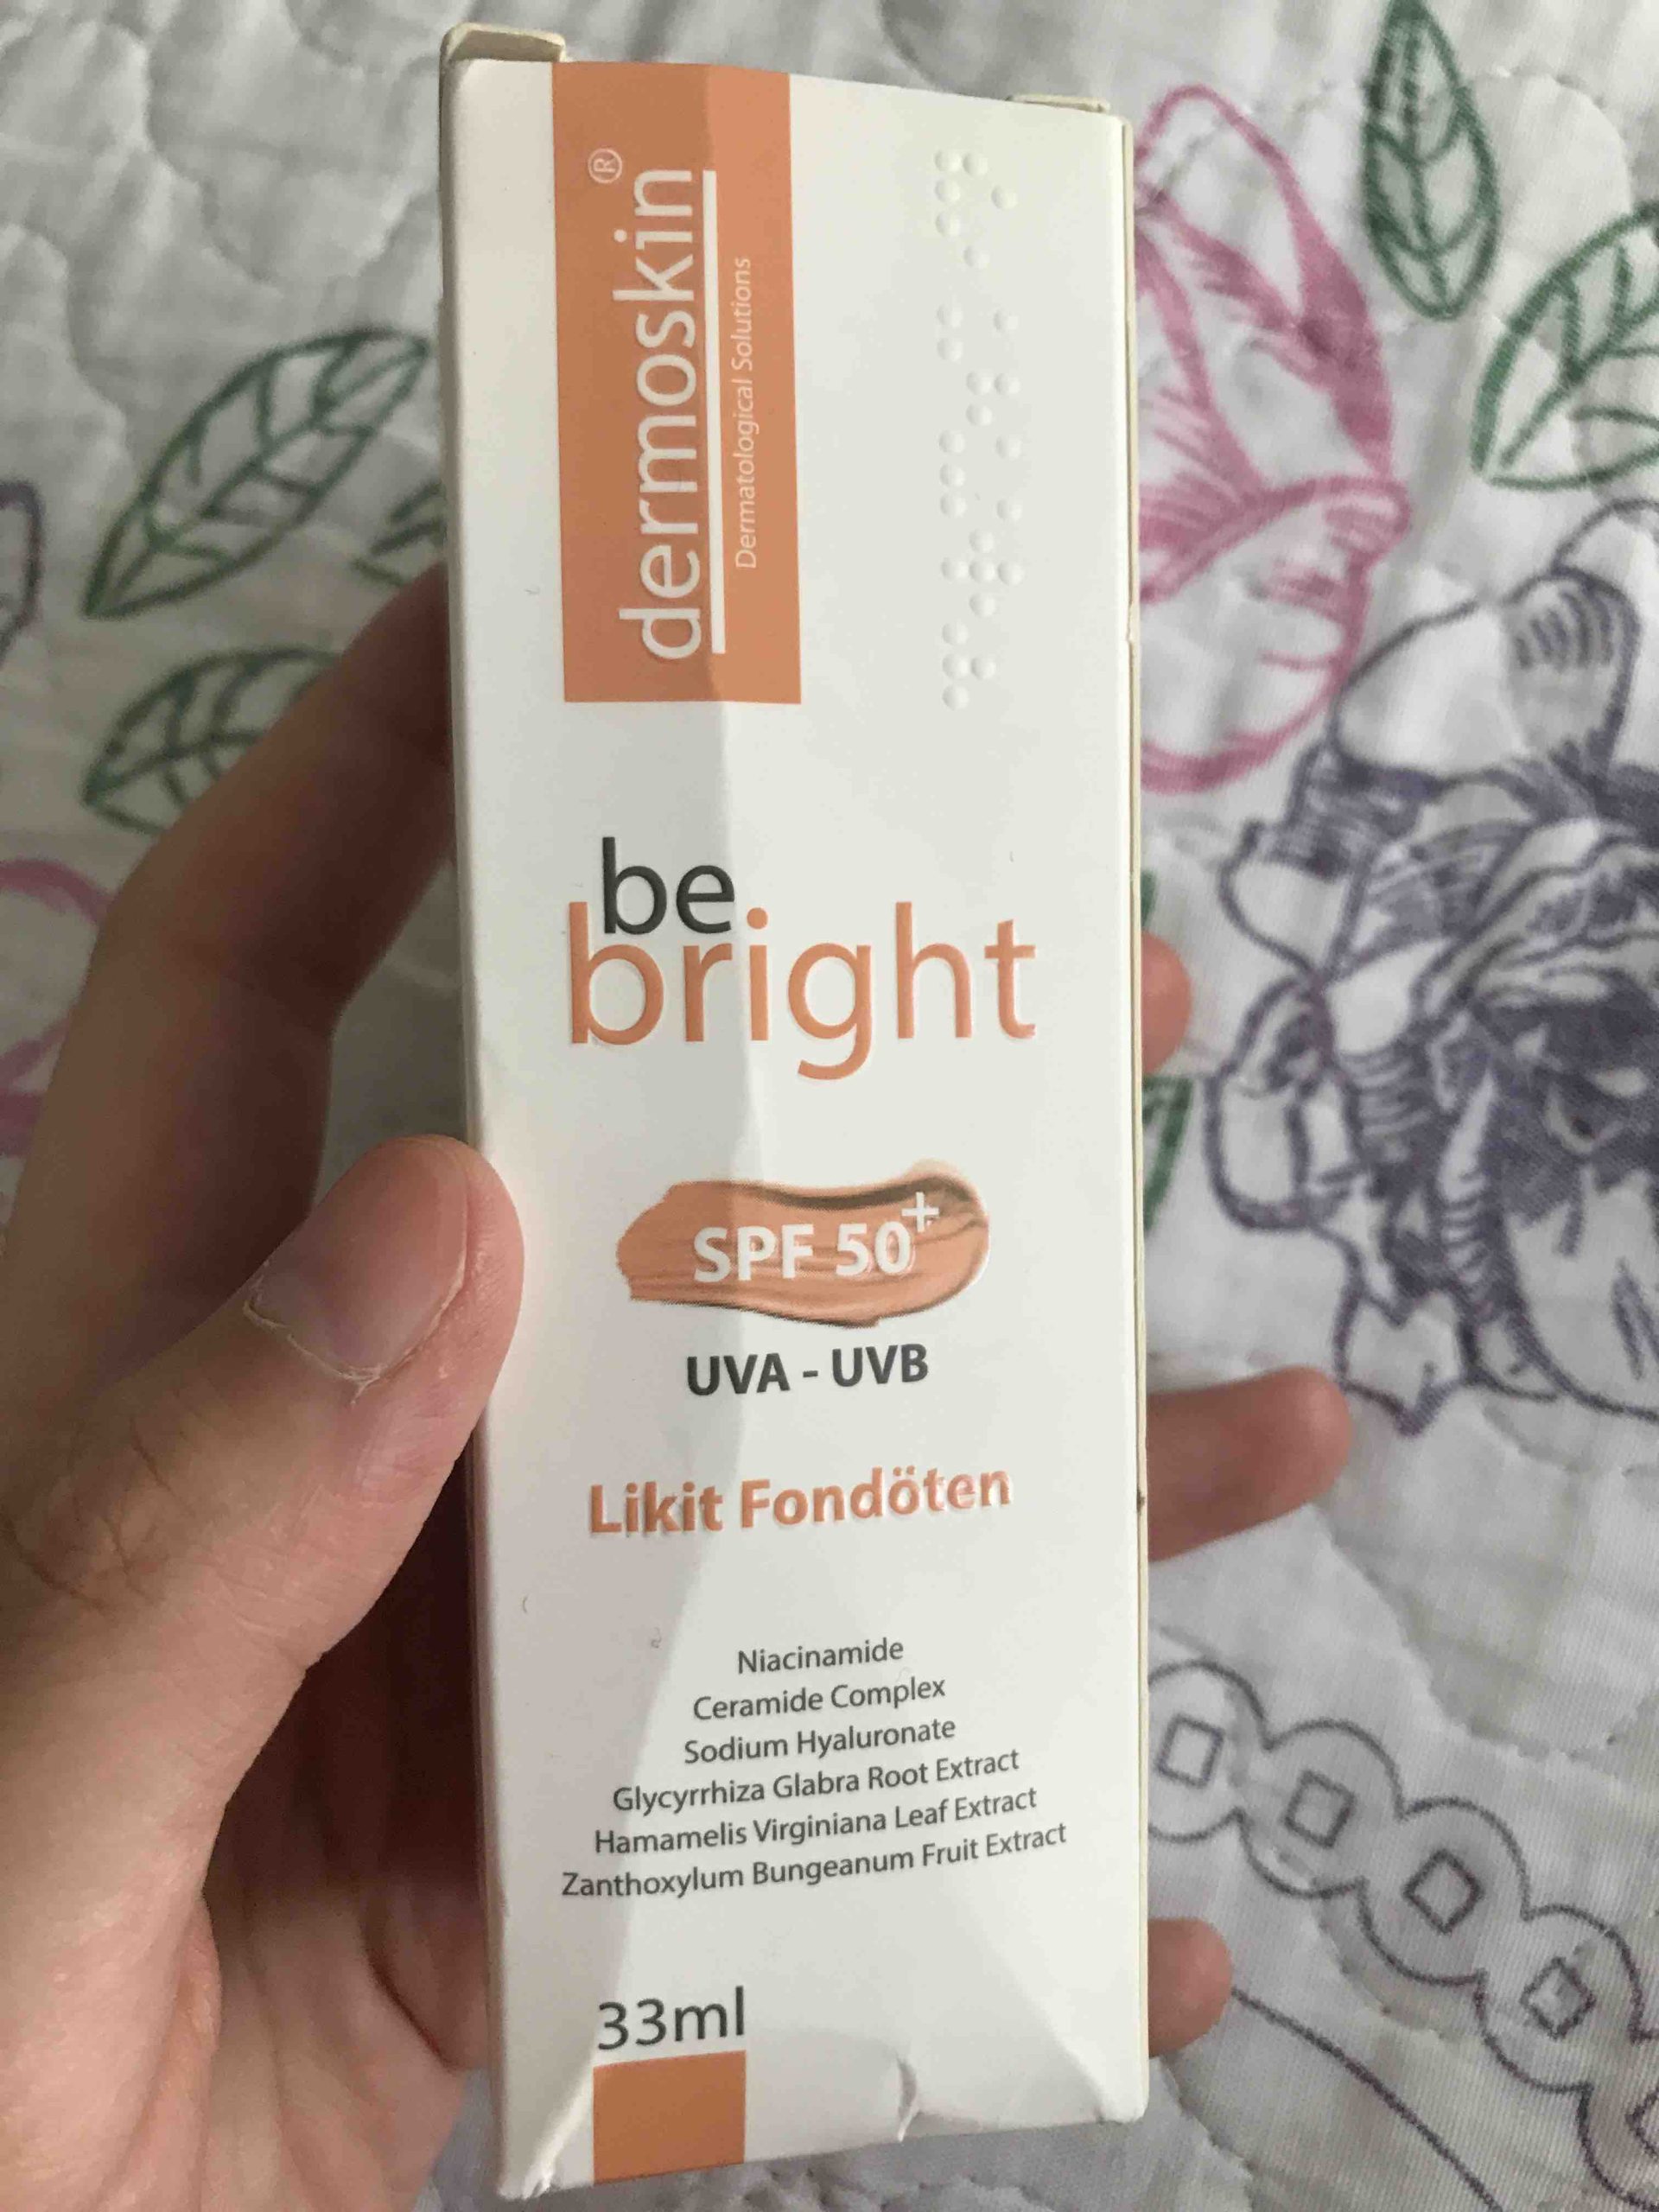 dermoskin®
Dermatological Solutions
be
bright
SPF 50+
UVA - UVB
Likit Fondöten
Niacinamide
Ceramide Complex
Sodium Hyaluronate
Glycyrrhiza Glabra Root Extract
Hamamelis Virginiana Leaf Extract
Zanthoxylum Bungeanum Fruit Extract
33ml